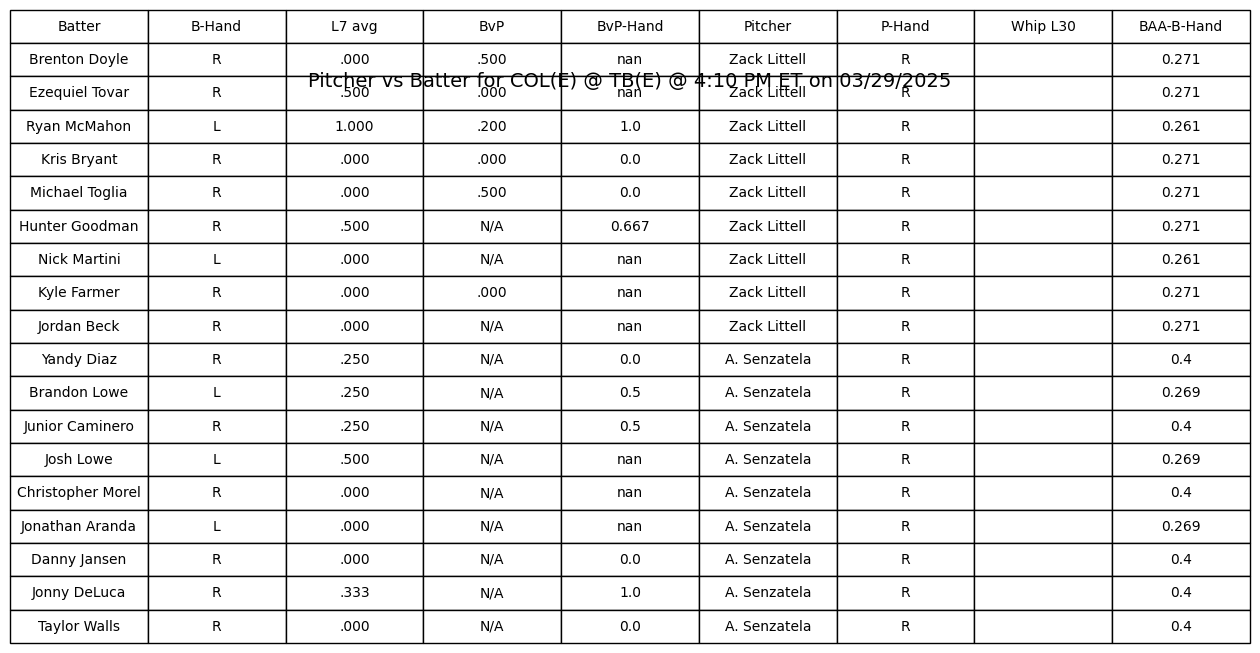 Batter B-Hand L7 avg BvP BvP-Hand Pitcher P-Hand Whip L30 BAA-B-Hand
Brenton Doyle R .000 .500 nan Zack Littell R 0.271
Pitcher vs Batter for COL(E) @ TB(E) @ 4:10 PM ET on 03/29/2025
Ezequiel Tovar R .500 .000 nan Zack Littell R 0.271
Ryan McMahon L 1.000 .200 1.0 Zack Littell R 0.261
Kris Bryant R .000 .000 0.0 Zack Littell R 0.271
Michael Toglia R .000 .500 0.0 Zack Littell R 0.271
Hunter Goodman R .500 N/A 0.667 Zack Littell R 0.271
Nick Martini L .000 N/A nan Zack Littell R 0.261
Kyle Farmer R .000 .000 nan Zack Littell R 0.271
Jordan Beck R .000 N/A nan Zack Littell R 0.271
Yandy Diaz R .250 N/A 0.0 A. Senzatela R 0.4
Brandon Lowe L .250 N/A 0.5 A. Senzatela R 0.269
Junior Caminero R .250 N/A 0.5 A. Senzatela R 0.4
Josh Lowe L .500 N/A nan A. Senzatela R 0.269
Christopher Morel R .000 N/A nan A. Senzatela R 0.4
Jonathan Aranda L .000 N/A nan A. Senzatela R 0.269
Danny Jansen R .000 N/A 0.0 A. Senzatela R 0.4
Jonny DeLuca R .333 N/A 1.0 A. Senzatela R 0.4
Taylor Walls R .000 N/A 0.0 A. Senzatela R 0.4